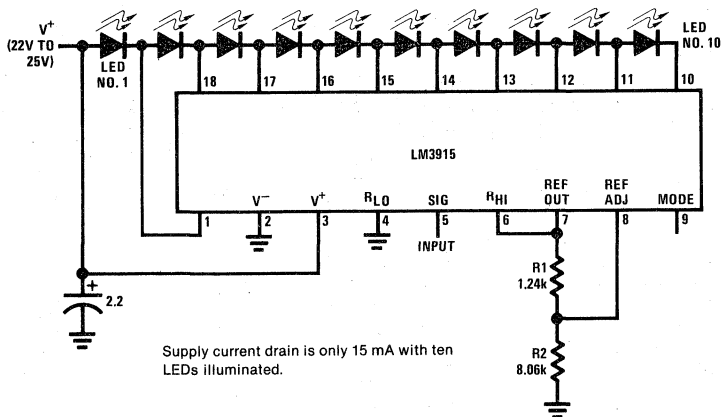 V+
(22V TO
25V)
LED
NO. 1
LED
NO. 10
18
17
16
15
14
13
12
11
10
LM3915
V−
V+
RLO
SIG
RHI
REF
OUT
REF
ADJ
MODE
1
2
3
4
5
6
7
8
9
INPUT
+
2.2
R1
1.24k
R2
8.06k
Supply current drain is only 15 mA with ten
LEDs illuminated.